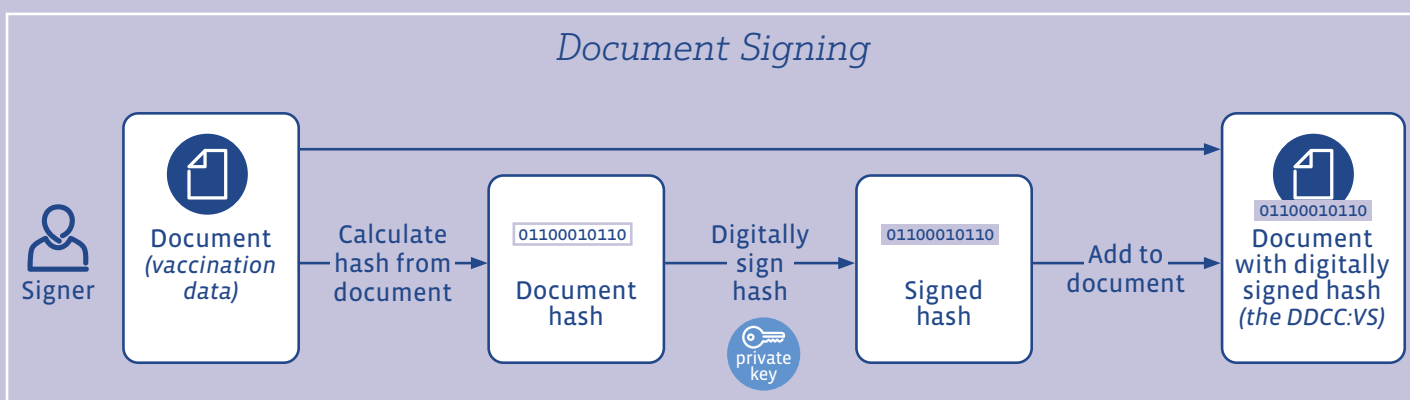 Document Signing
Signer
Document
(vaccination
data)
Calculate
hash from
document
01100010110
Document
hash
Digitally
sign
hash
private
key
01100010110
Signed
hash
Add to
document
01100010110
Document
with digitally
signed hash
(the DDCC:VS)